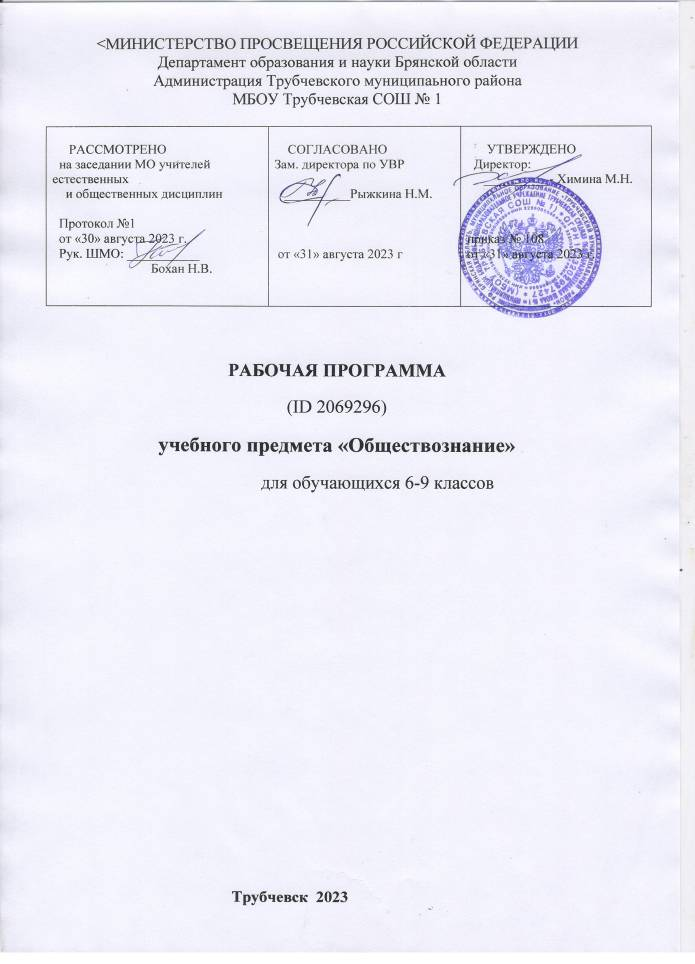 <МИНИСТЕРСТВО ПРОСВЕЩЕНИЯ РОССИЙСКОЙ ФЕДЕРАЦИИ
Департамент образования и науки Брянской области
Администрация Трубчевского муниципаьного района
МБОУ Трубчевская СОШ № 1
РАССМОТРЕНО
на заседании МО учителей
естественных
и общественных дисциплин
Протокол №1
от «30» августа 2023 г.
Рук. ШМО:
Бохан Н.В.
СОГЛАСОВАНО
Зам. директора по УВР
Рыжкина Н.М.
от «31» августа 2023 г
УТВЕРЖДЕНО
Директор:
Химина М.Н.
приказ № 108
от «31» августа 2023 г.
РАБОЧАЯ ПРОГРАММА
(ID 2069296)
учебного предмета «Обществознание»
для обучающихся 6-9 классов
Трубчевск 2023